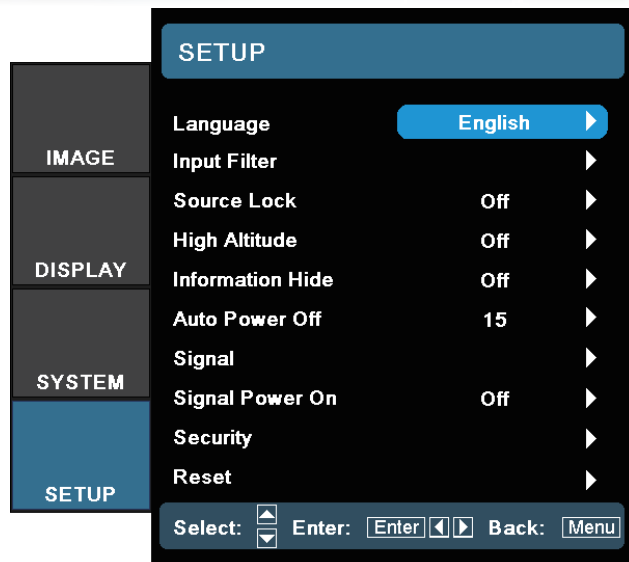 SETUP
IMAGE
DISPLAY
SYSTEM
SETUP
Language English
Input Filter
Source Lock Off
High Altitude Off
Information Hide Off
Auto Power Off 15
Signal
Signal Power On Off
Security
Reset
Select: Enter: Enter Back: Menu